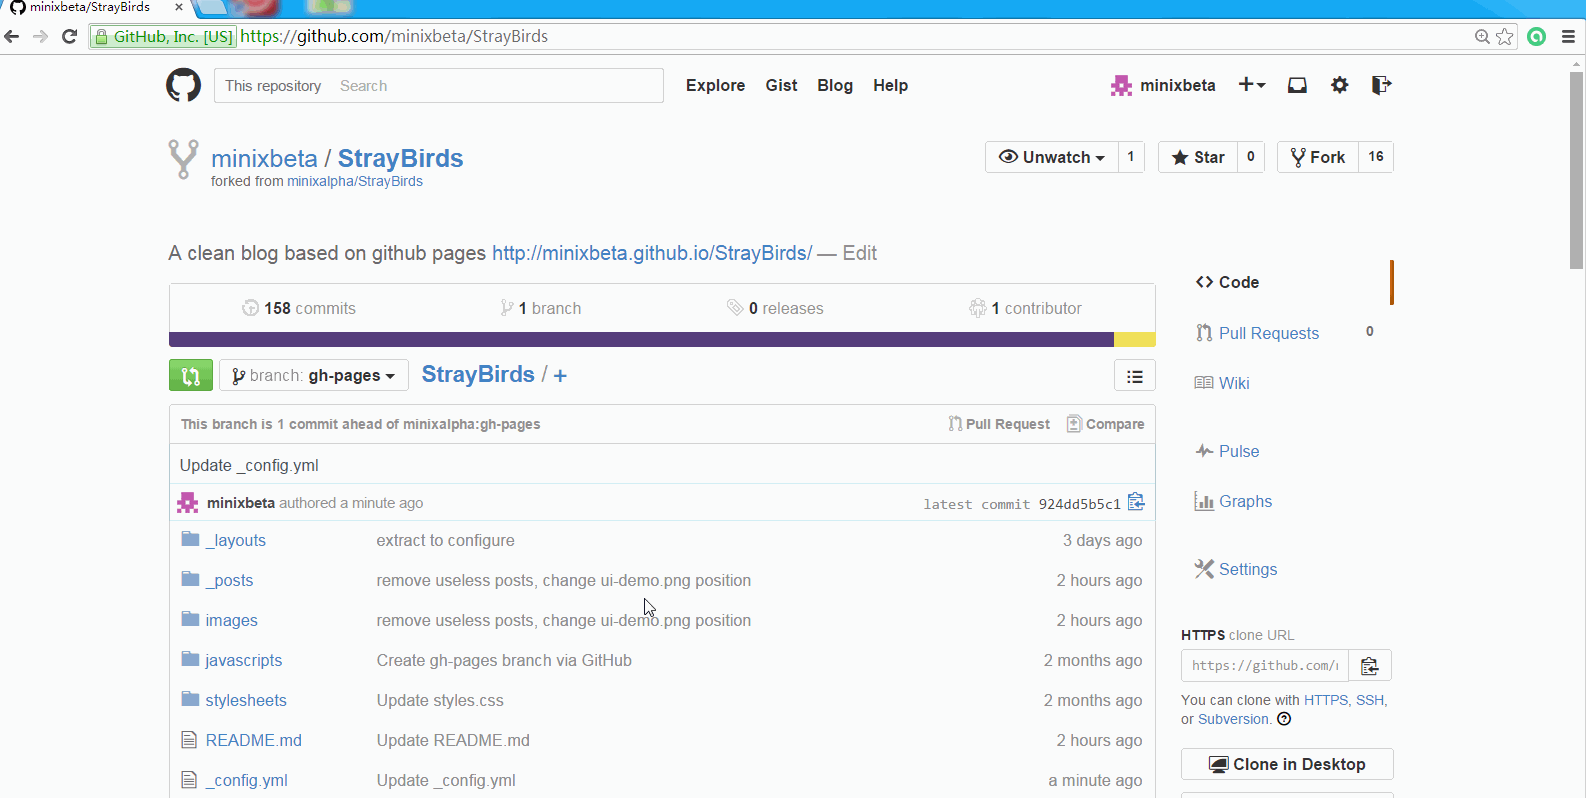 minixbeta/StrayBirds
GitHub, Inc. [US] https://github.com/minixbeta/StrayBirds
This repository Search Explore Gist Blog Help minixbeta
minixbeta / StrayBirds Unwatch 1 Star 0 Fork 16
forked from minixalpha/StrayBirds
A clean blog based on github pages http://minixbeta.github.io/StrayBirds/ — Edit
158 commits 1 branch 0 releases 1 contributor
branch: gh-pages StrayBirds / +
This branch is 1 commit ahead of minixalpha:gh-pages Pull Request Compare
Update _config.yml
minixbeta authored a minute ago latest commit 924dd5b5c1
_layouts extract to configure 3 days ago
_posts remove useless posts, change ui-demo.png position 2 hours ago
images remove useless posts, change ui-demo.png position 2 hours ago
javascripts Create gh-pages branch via GitHub 2 months ago
stylesheets Update styles.css 2 months ago
README.md Update README.md 2 hours ago
_config.yml Update _config.yml a minute ago
Code
Pull Requests 0
Wiki
Pulse
Graphs
Settings
HTTPS clone URL
https://github.com/
You can clone with HTTPS, SSH,
or Subversion.
Clone in Desktop